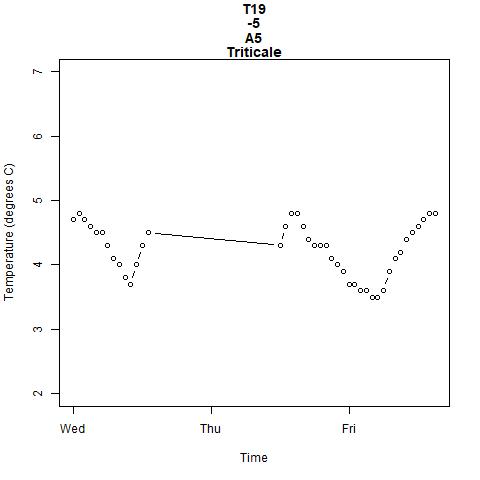 T19
-5
A5
Triticale
7
6
5
4
3
2
Temperature (degrees C)
Wed Thu Fri
Time